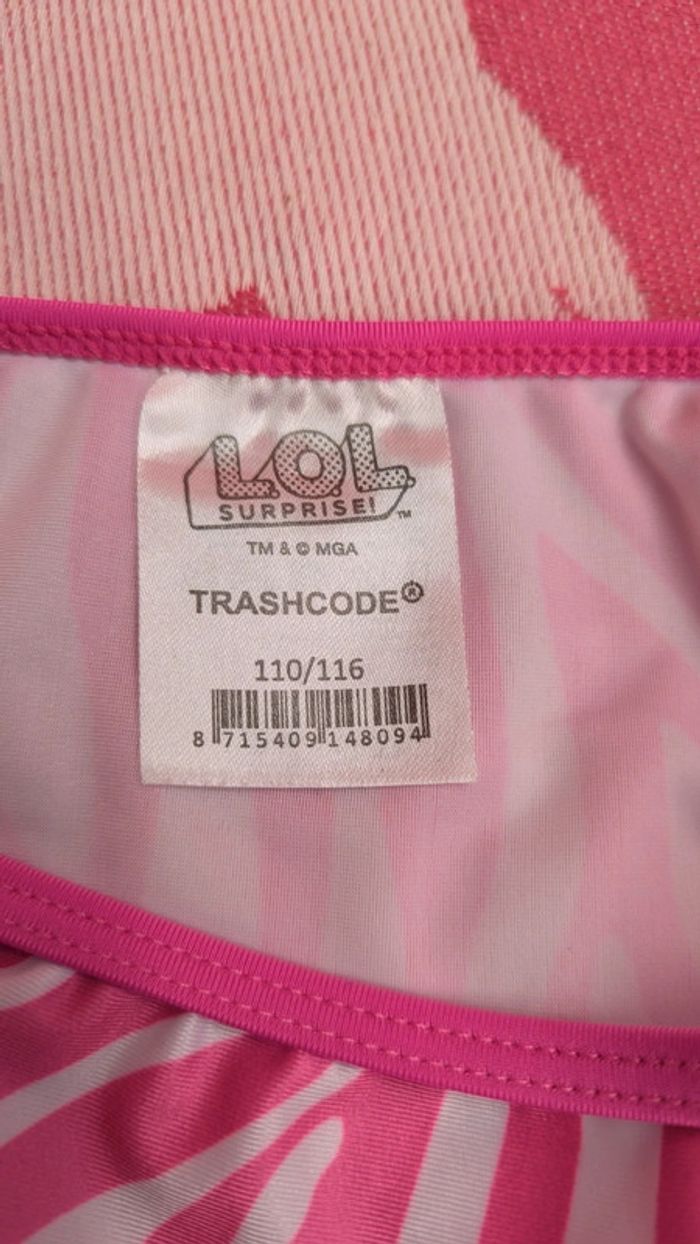 L.O.L.
SURPRISE! ™
TM & © MGA
TRASHCODE®
110/116
8 715409 148094